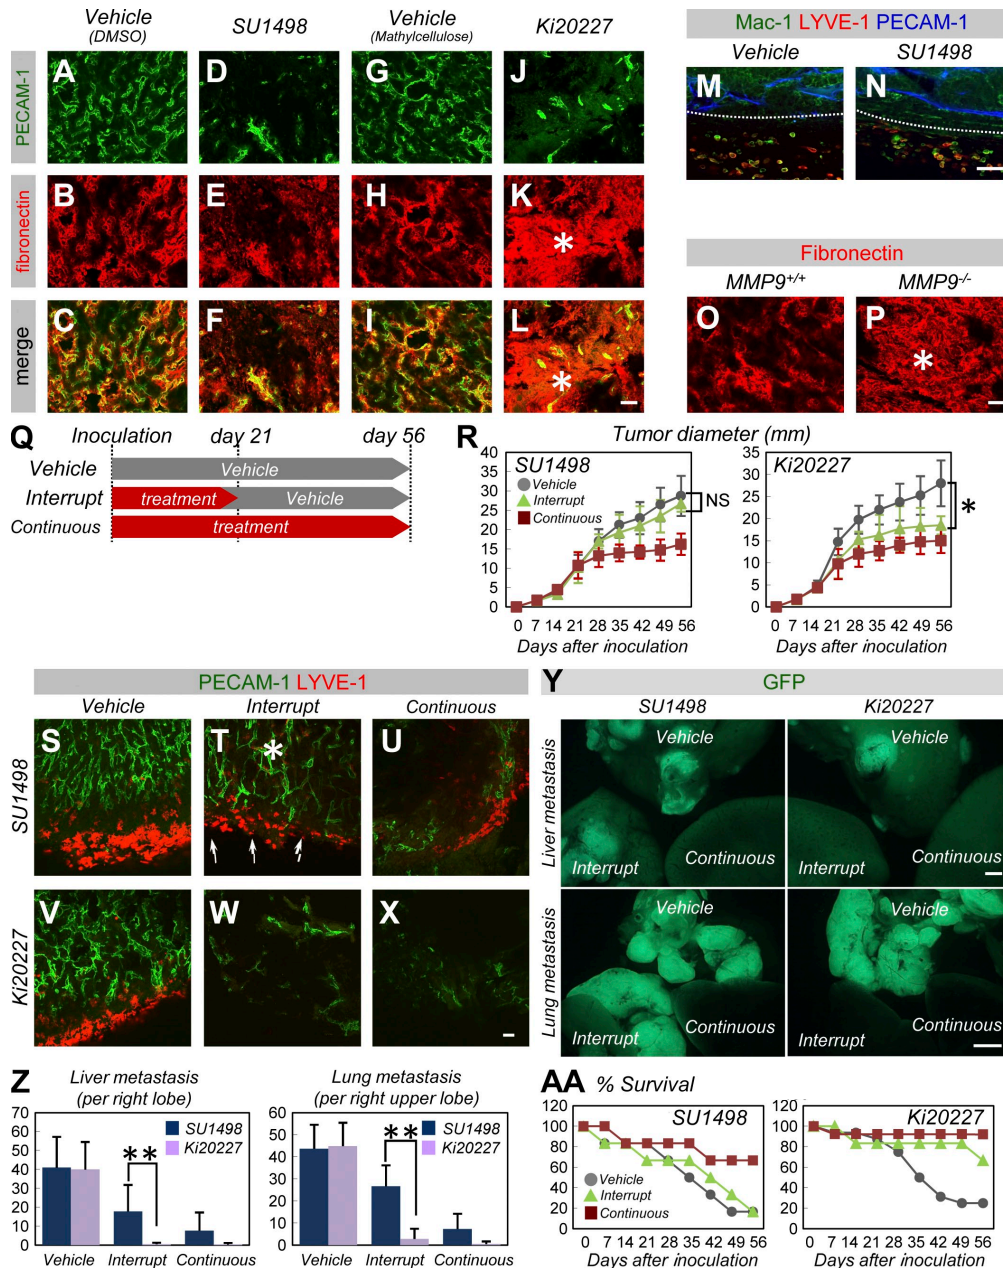 Vehicle
(DMSO)
SU1498
Vehicle
(Mathylcellulose)
Ki20227
Mac-1 LYVE-1 PECAM-1
Vehicle
SU1498
PECAM-1
A
D
G
J
M
N
fibronectin
B
E
H
K
*
Fibronectin
MMP9+/+
MMP9-/-
merge
C
F
I
L
*
O
P
*
Q
Inoculation
day 21
day 56
Vehicle
Vehicle
Interrupt
treatment
Vehicle
Continuous
treatment
R
Tumor diameter (mm)
SU1498
Vehicle
Interrupt
Continuous
NS
35
30
25
20
15
10
5
0
0 7 14 21 28 35 42 49 56
Days after inoculation
Ki20227
*
35
30
25
20
15
10
5
0
0 7 14 21 28 35 42 49 56
Days after inoculation
PECAM-1 LYVE-1
Vehicle
Interrupt
Continuous
SU1498
S
T
*
U
Ki20227
V
W
X
Y
GFP
SU1498
Ki20227
Liver metastasis
Vehicle
Interrupt
Continuous
Vehicle
Interrupt
Continuous
Lung metastasis
Vehicle
Interrupt
Continuous
Vehicle
Interrupt
Continuous
Z
Liver metastasis
(per right lobe)
70
60
50
40
30
20
10
0
SU1498
Ki20227
**
Vehicle
Interrupt
Continuous
Lung metastasis
(per right upper lobe)
60
50
40
30
20
10
0
SU1498
Ki20227
**
Vehicle
Interrupt
Continuous
AA
% Survival
SU1498
120
100
80
60
40
20
0
Vehicle
Interrupt
Continuous
0 7 14 21 28 35 42 49 56
Days after inoculation
Ki20227
120
100
80
60
40
20
0
0 7 14 21 28 35 42 49 56
Days after inoculation